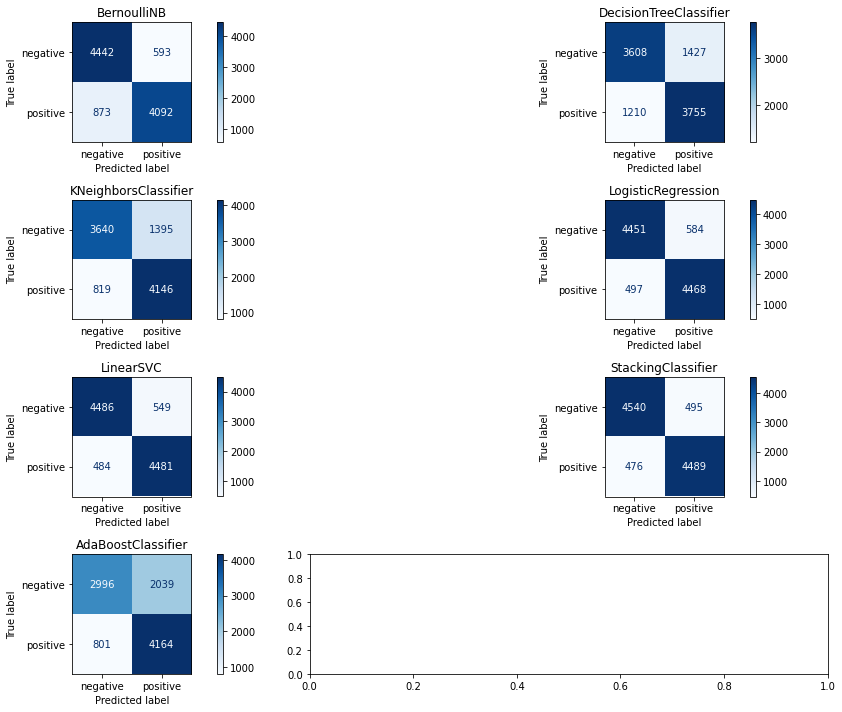 BernoulliNB
True label
negative
positive
4442 593
873 4092
negative positive
Predicted label
4000
3000
2000
1000
DecisionTreeClassifier
True label
negative
positive
3608 1427
1210 3755
negative positive
Predicted label
3000
2000
KNeighborsClassifier
True label
negative
positive
3640 1395
819 4146
negative positive
Predicted label
4000
3000
2000
1000
LogisticRegression
True label
negative
positive
4451 584
497 4468
negative positive
Predicted label
4000
3000
2000
1000
LinearSVC
True label
negative
positive
4486 549
484 4481
negative positive
Predicted label
4000
3000
2000
1000
StackingClassifier
True label
negative
positive
4540 495
476 4489
negative positive
Predicted label
4000
3000
2000
1000
AdaBoostClassifier
True label
negative
positive
2996 2039
801 4164
negative positive
Predicted label
4000
3000
2000
1000
1.0
0.8
0.6
0.4
0.2
0.0
0.0 0.2 0.4 0.6 0.8 1.0